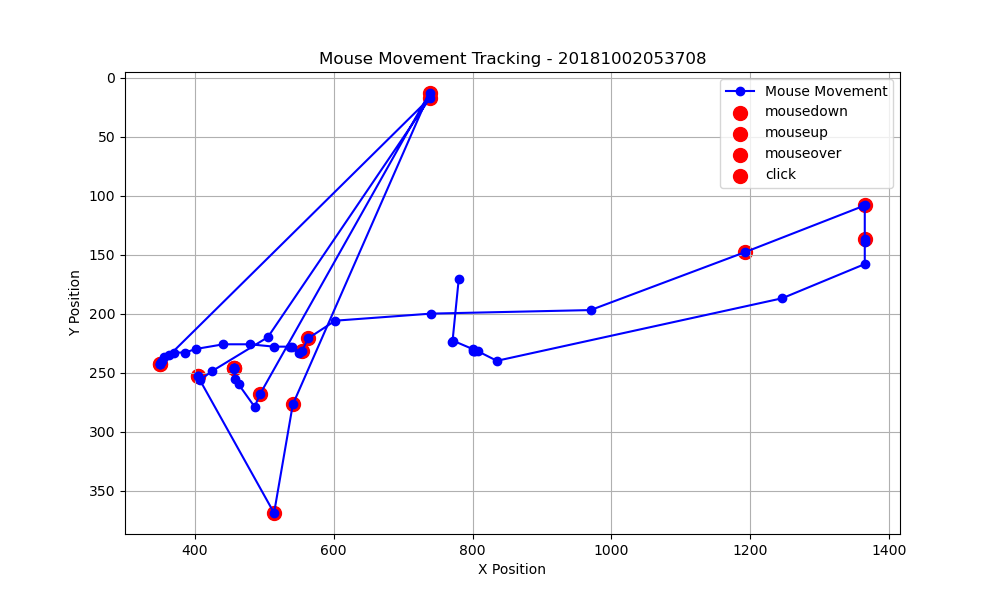 Mouse Movement Tracking - 20181002053708
Mouse Movement
mousedown
mouseup
mouseover
click
0
50
100
150
200
250
300
350
Y Position
400
600
800
1000
1200
1400
X Position